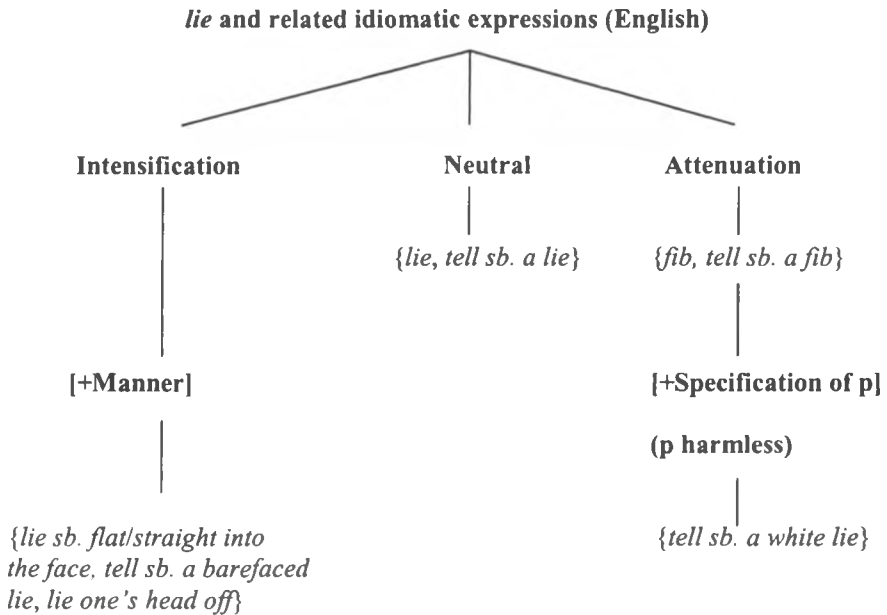 lie and related idiomatic expressions (English)
Intensification Neutral Attenuation
{lie, tell sb. a lie} {fib, tell sb. a fib}
[+Manner] [+Specification of p]
(p harmless)
{lie sb. flat/straight into
the face, tell sb. a barefaced
lie, lie one's head off}
{tell sb. a white lie}